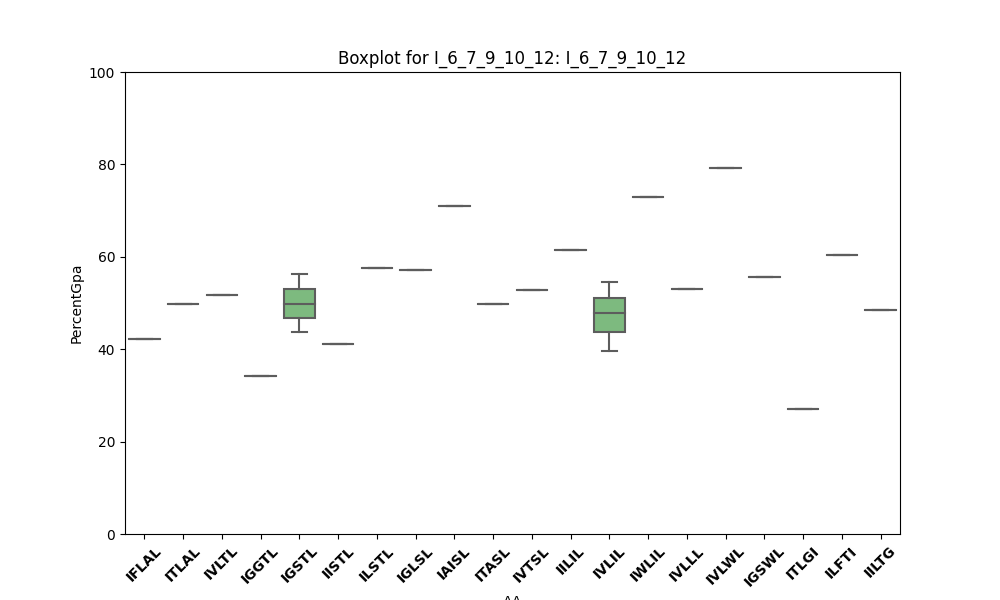 Boxplot for I_6_7_9_10_12: I_6_7_9_10_12
100
80
60
40
20
0
PercentGpa
IFLAL
ITLAL
IVLTL
IGGTL
IGSTL
IISTL
ILSTL
IGLSL
IAISL
ITASL
IVTSL
IILIL
IVLIL
IWLIL
IVLLL
IVLWL
IGSWL
ITLGI
ILFTI
IILTG
AA